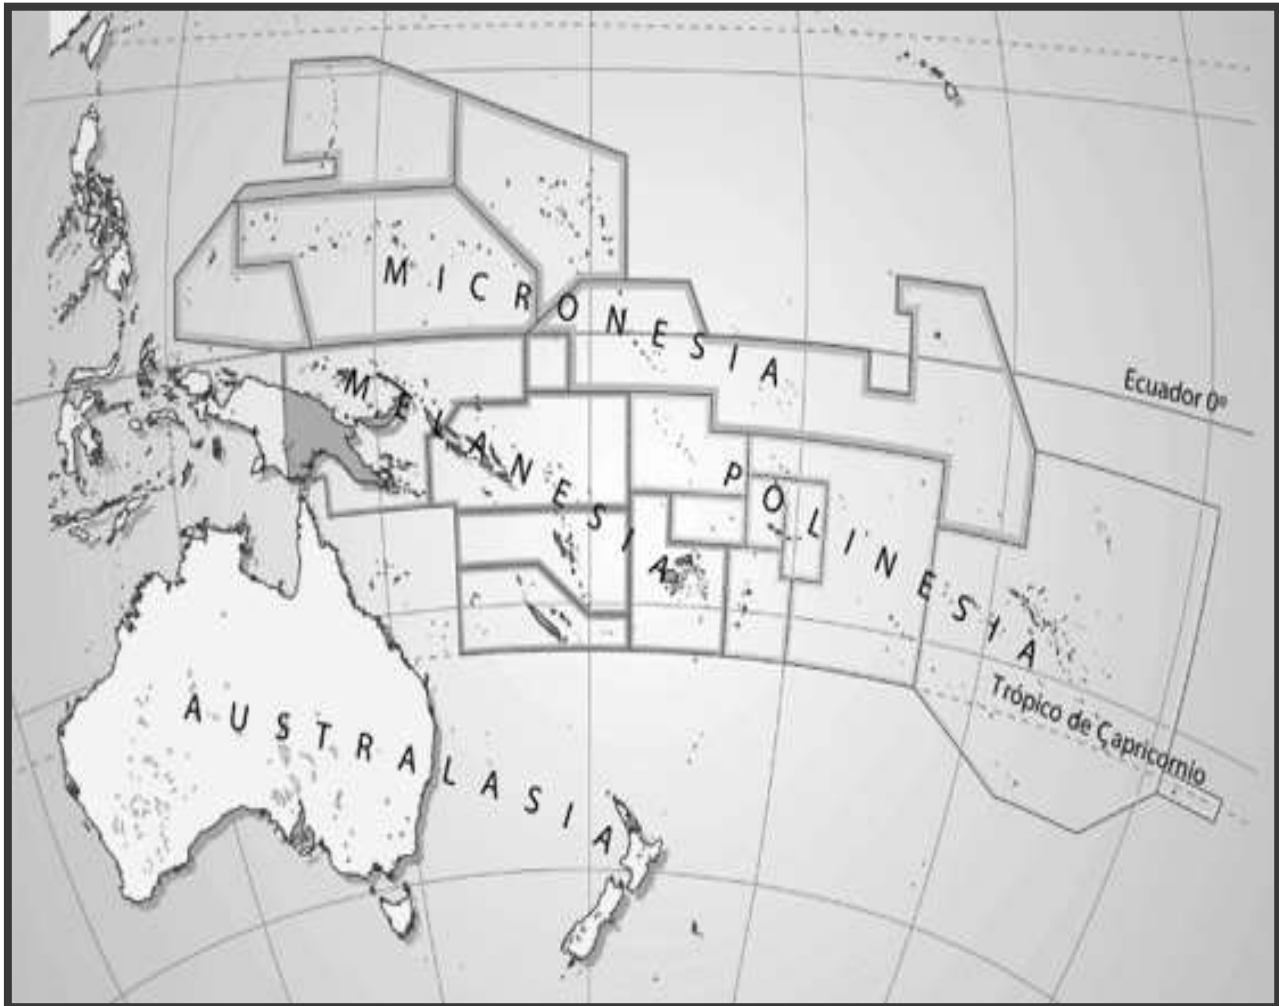 MICRONESIA
Ecuador 0º
MELANESIA
POLINESIA
Trópico de Capricornio
AUSTRALASIA